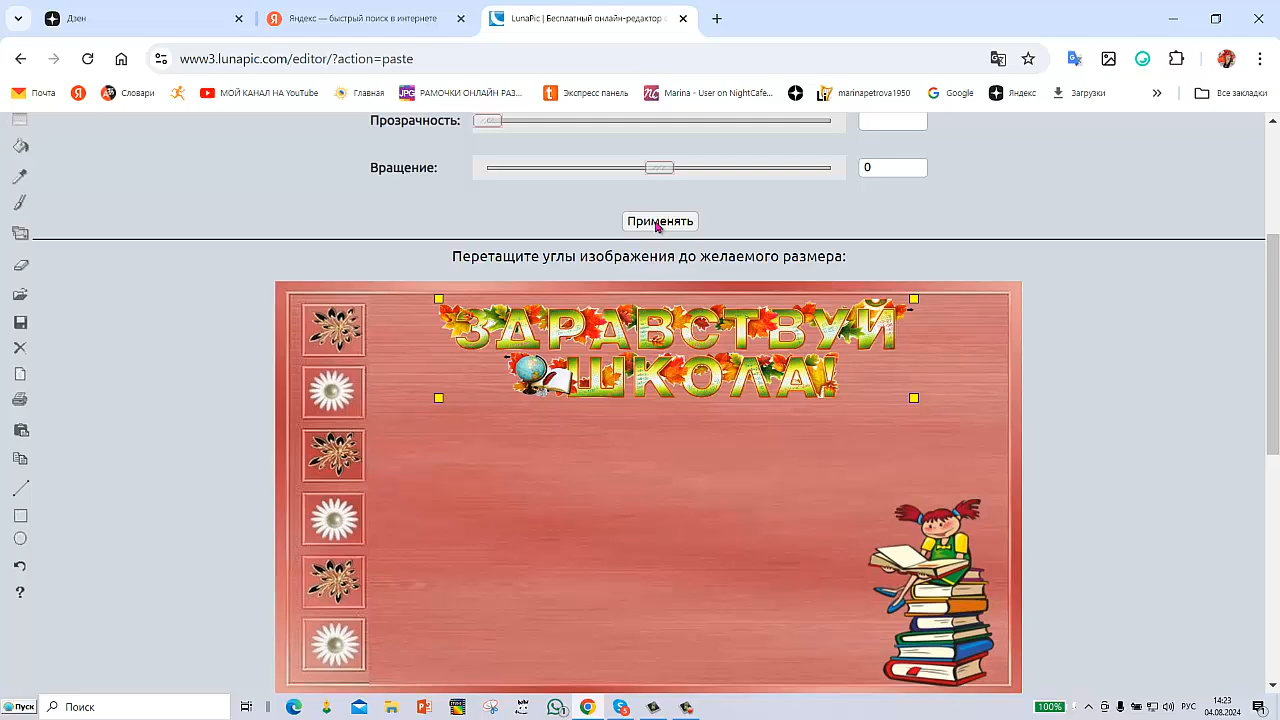 Дзен
Яндекс — быстрый поиск в интернете
LunaPic | Бесплатный онлайн-редактор
www3.lunapic.com/editor/?action=paste
Почта
Словари
МОЙ КАНАЛ НА YouTube
Главная
JPG
РАМОЧКИ ОНЛАЙН РАЗ...
Экспресс панель
Marina - User on NightCafe...
marinapetrova1950
Google
Яндекс
Загрузки
Все закладки
Прозрачность:
Вращение:
0
Применять
Перетащите углы изображения до желаемого размера:
ЗДРАВСТВУЙ
ШКОЛА!
Пуск
Поиск
100%
РУС
14:23
04.08.2024